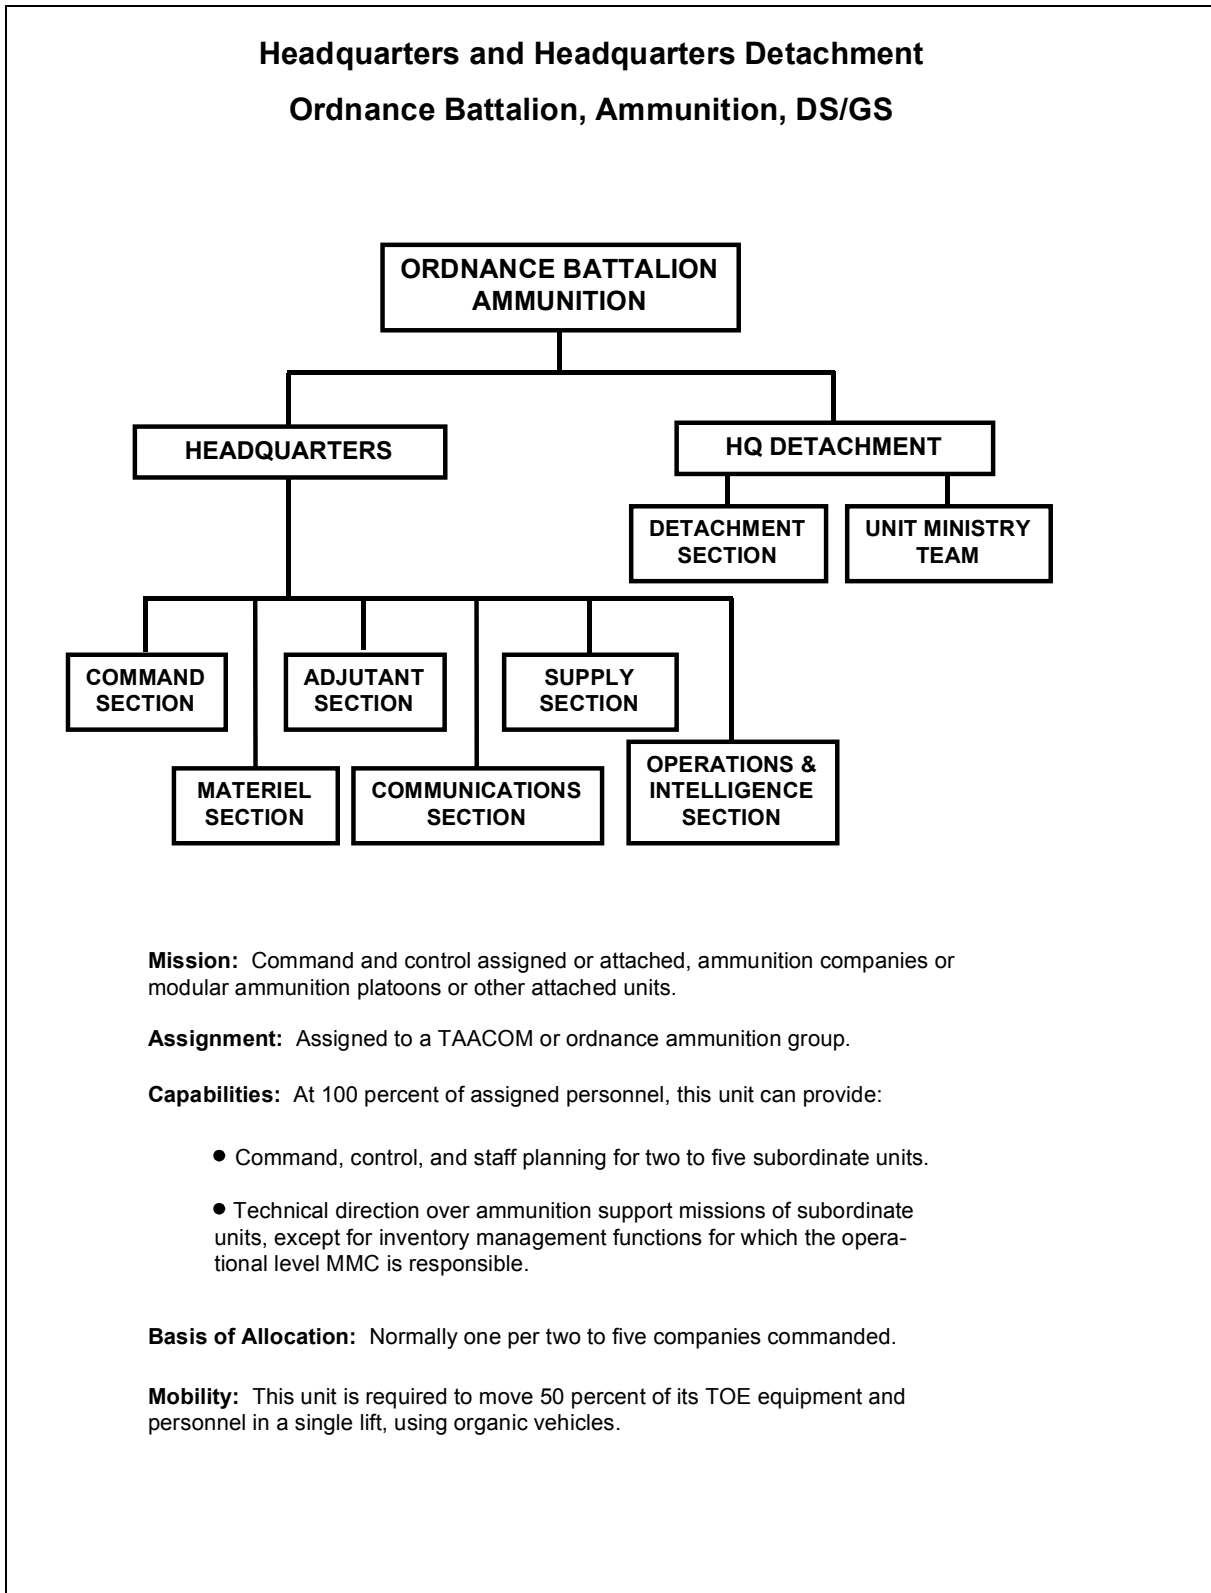 Headquarters and Headquarters Detachment
Ordnance Battalion, Ammunition, DS/GS
ORDNANCE BATTALION
AMMUNITION
HEADQUARTERS
HQ DETACHMENT
DETACHMENT
SECTION
UNIT MINISTRY
TEAM
COMMAND
SECTION
ADJUTANT
SECTION
SUPPLY
SECTION
MATERIEL
SECTION
COMMUNICATIONS
SECTION
OPERATIONS &
INTELLIGENCE
SECTION
Mission: Command and control assigned or attached, ammunition companies or
modular ammunition platoons or other attached units.
Assignment: Assigned to a TAACOM or ordnance ammunition group.
Capabilities: At 100 percent of assigned personnel, this unit can provide:
● Command, control, and staff planning for two to five subordinate units.
● Technical direction over ammunition support missions of subordinate
units, except for inventory management functions for which the opera-
tional level MMC is responsible.
Basis of Allocation: Normally one per two to five companies commanded.
Mobility: This unit is required to move 50 percent of its TOE equipment and
personnel in a single lift, using organic vehicles.